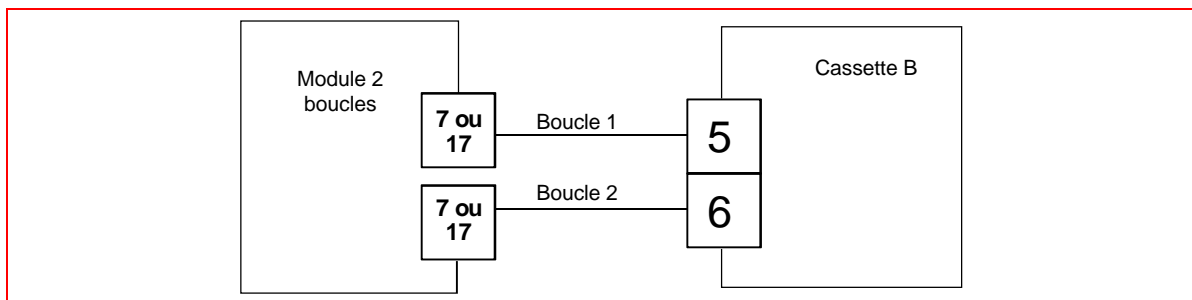 Module 2
boucles
Cassette B
7 ou
17
Boucle 1
5
7 ou
17
Boucle 2
6